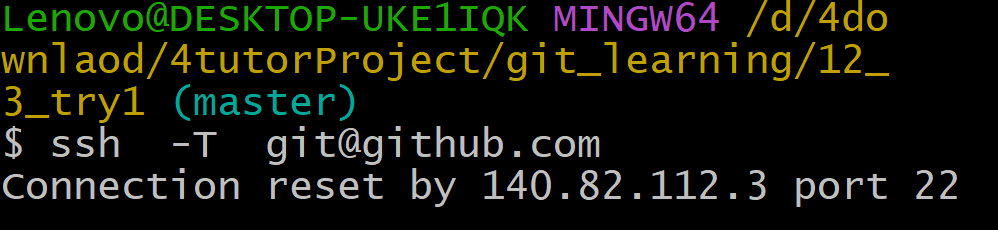 Lenovo@DESKTOP-UKE1IQK MINGW64 /d/4do
wnlaod/4tutorProject/git_learning/12_
3_try1 (master)
$ ssh  -T  git@github.com
Connection reset by 140.82.112.3 port 22